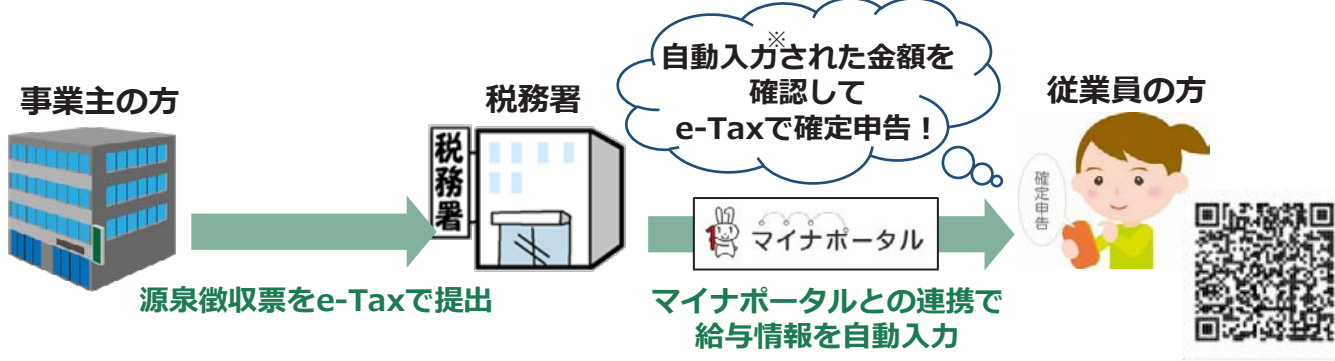 ※
自動入力された金額を
確認して
e-Taxで確定申告！
事業主の方
税務署
従業員の方
税務署
確定申告
マイナポータル
源泉徴収票をe-Taxで提出
マイナポータルとの連携で
給与情報を自動入力